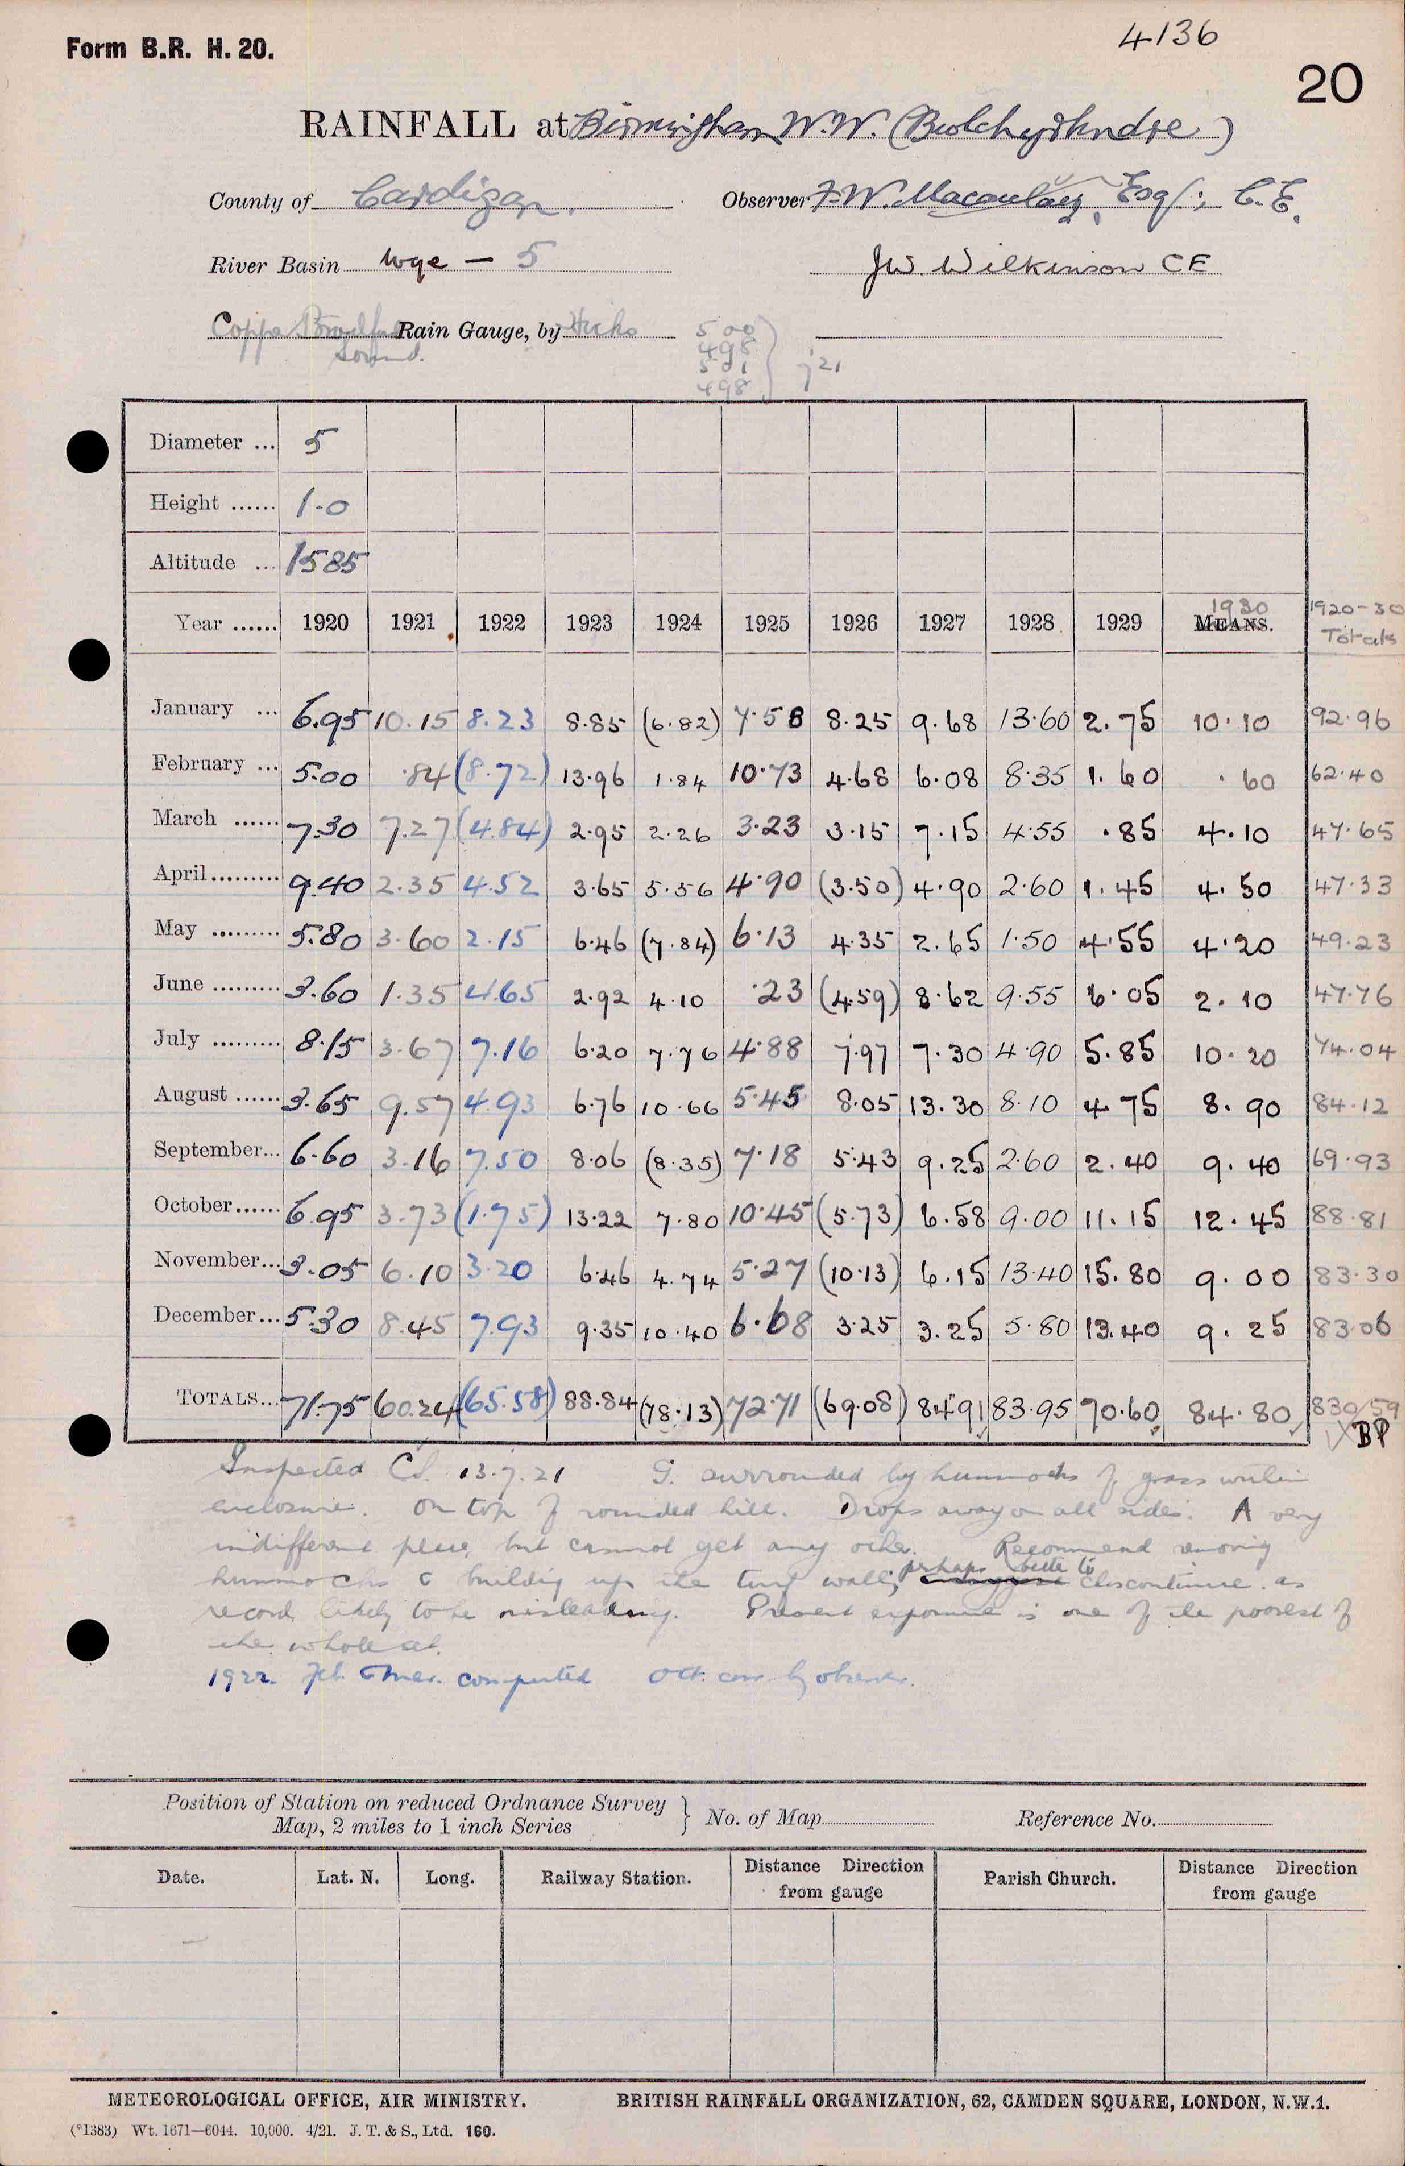 Form B.R. H. 20.
4136
20
RAINFALL at Birmingham W.W. (Bwlchyrhendre)
County of Cardigan.
Observer F.W. Macaulay, Esq; C.E.
River Basin Wye — 5
J.W. Wilkinson CE
Rain Gauge, by Hicks
500
498
501
498 } j 21
Diameter ... 5
Height ...... 1.0
Altitude ... 1585
Year ...... 1920 1921 1922 1923 1924 1925 1926 1927 1928 1929 MEANS. 1930 1920-30 Totals
January ... 6.95 10.15 8.23 8.85 (6.82) 7.58 8.25 9.68 13.60 2.75 10.10 92.96
February ... 5.00 .84 (8.72) 13.96 1.84 10.73 4.68 6.08 8.35 1.60 .60 62.40
March ...... 7.30 7.27 (4.84) 2.95 2.26 3.23 3.15 7.15 4.55 .85 4.10 47.65
April......... 9.40 2.35 4.52 3.65 5.56 4.90 (3.50) 4.90 2.60 1.45 4.50 47.33
May ......... 5.80 3.60 2.15 6.46 (7.84) 6.13 4.35 2.65 1.50 4.55 4.20 49.23
June ......... 3.60 1.35 4.65 2.92 4.10 .23 (4.59) 8.62 9.55 6.05 2.10 47.76
July ......... 8.15 3.67 7.16 6.20 7.76 4.88 7.97 7.30 4.90 5.85 10.20 74.04
August ...... 3.65 9.57 4.93 6.76 10.66 5.45 8.05 13.30 8.10 4.75 8.90 84.12
September... 6.60 3.16 7.50 8.06 (8.35) 7.18 5.43 9.25 2.60 2.40 9.40 69.93
October...... 6.95 3.73 (1.75) 13.22 7.80 10.45 (5.73) 6.58 9.00 11.15 12.45 88.81
November... 3.05 6.10 3.20 6.46 4.74 5.27 (10.13) 6.15 13.40 15.80 9.00 83.30
December... 5.30 8.45 7.93 9.35 10.40 6.68 3.25 3.25 5.80 13.40 9.25 83.06
TOTALS... 71.75 60.24 (65.58) 88.84 (78.13) 72.71 (69.08) 84.91 83.95 70.60 84.80 830.59
BP
Inspected 13.7.21 G. surrounded by hummocks of grass within
enclosure. On top of rounded hill. Drops away on all sides. A very
indifferent place, but cannot get any other. Recommend removing
hummocks & building up the turf wall, perhaps better to discontinue as
record likely to be misleading. Present exposure is one of the poorest of
the whole set.
1922. Feb. & Mar. computed Oct. corr. by observer.
Position of Station on reduced Ordnance Survey
Map, 2 miles to 1 inch Series } No. of Map Reference No.
Date. Lat. N. Long. Railway Station. Distance Direction from gauge Parish Church. Distance Direction from gauge
METEOROLOGICAL OFFICE, AIR MINISTRY. BRITISH RAINFALL ORGANIZATION, 62, CAMDEN SQUARE, LONDON, N.W.1.
(*1383) Wt. 1671—6044. 10,000. 4/21. J. T. & S., Ltd. 160.